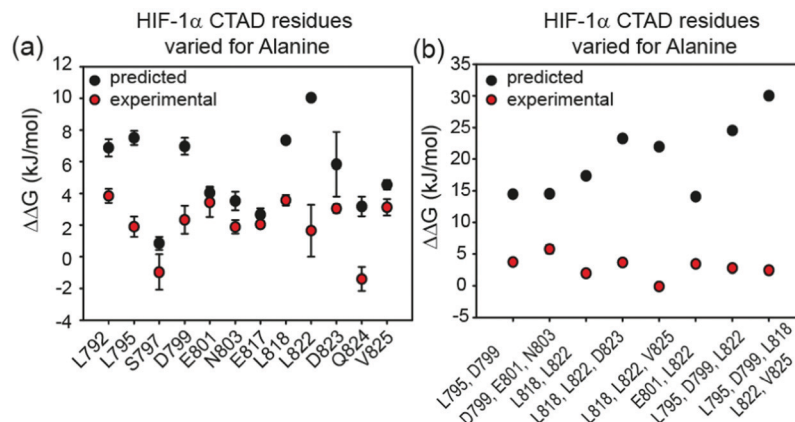 HIF-1α CTAD residues
varied for Alanine
(a)
predicted
experimental
ΔΔG (kJ/mol)
12
10
8
6
4
2
0
-2
-4
L792
L795
S797
D799
E801
N803
E817
L818
L822
D823
Q824
V825
HIF-1α CTAD residues
varied for Alanine
(b)
predicted
experimental
ΔΔG (kJ/mol)
35
30
25
20
15
10
5
0
-5
L795, D799
D799, E801, N803
L818, L822
L818, L822, D823
L818, L822, V825
E801, L822
L795, D799, L822
L795, D799, L818
L822, V825